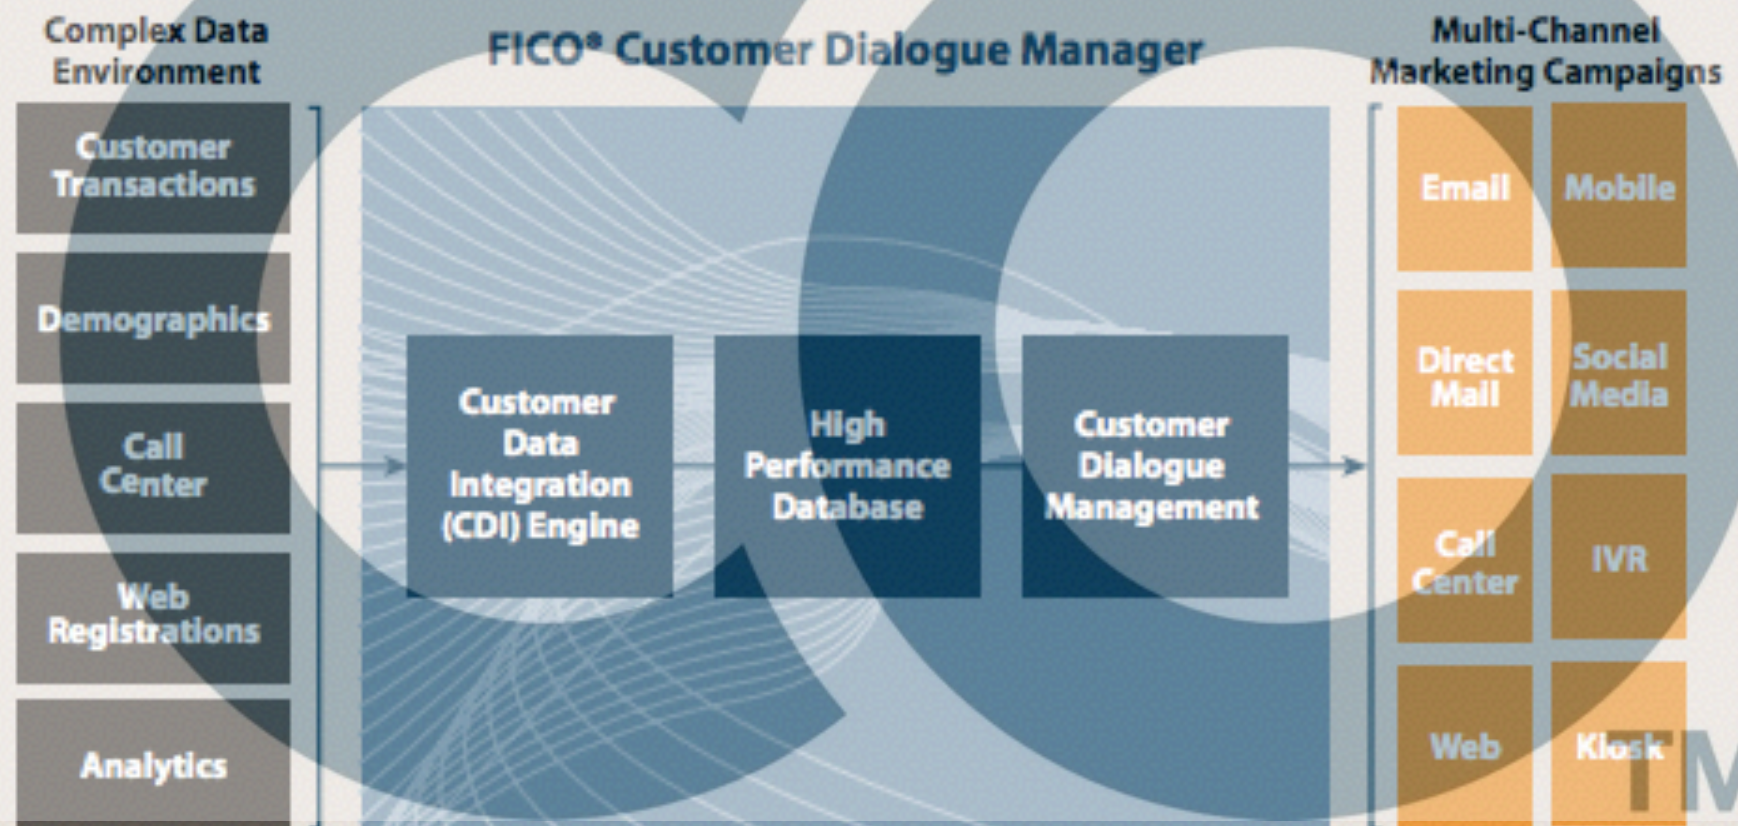 Complex Data
Environment
Customer
Transactions
Demographics
Call
Center
Web
Registrations
Analytics
FICO® Customer Dialogue Manager
Customer
Data
Integration
(CDI) Engine
High
Performance
Database
Customer
Dialogue
Management
Multi-Channel
Marketing Campaigns
Email
Mobile
Direct
Mail
Social
Media
Call
Center
IVR
Web
Kiosk
TM